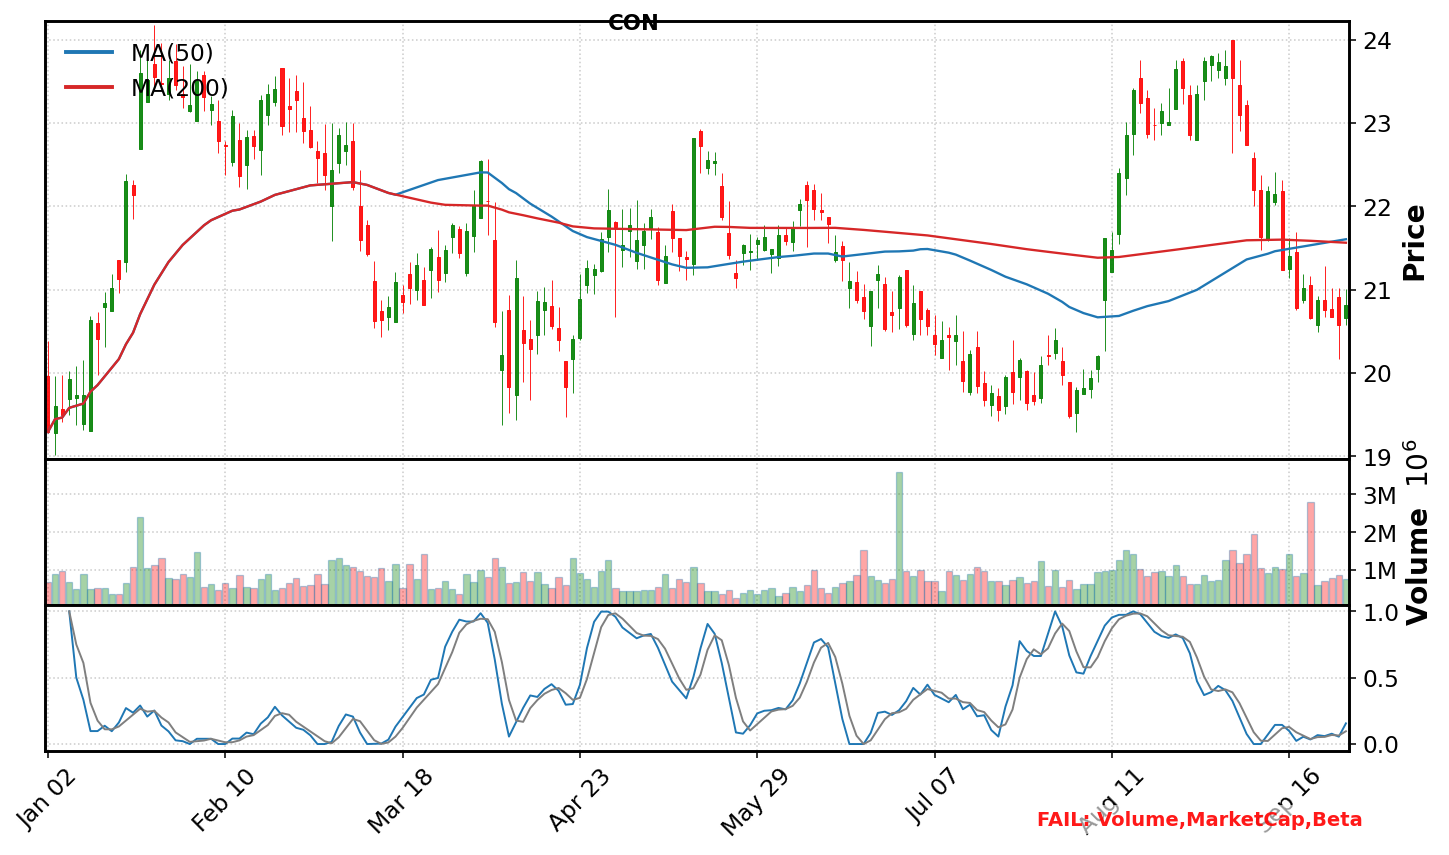 CON
MA(50)
MA(200)
24
23
22
21
20
19
Price
3M
2M
1M
Volume 10^6
1.0
0.5
0.0
Jan 02
Feb 10
Mar 18
Apr 23
May 29
Jul 07
Aug 11
Sep 16
FAIL: Volume,MarketCap,Beta